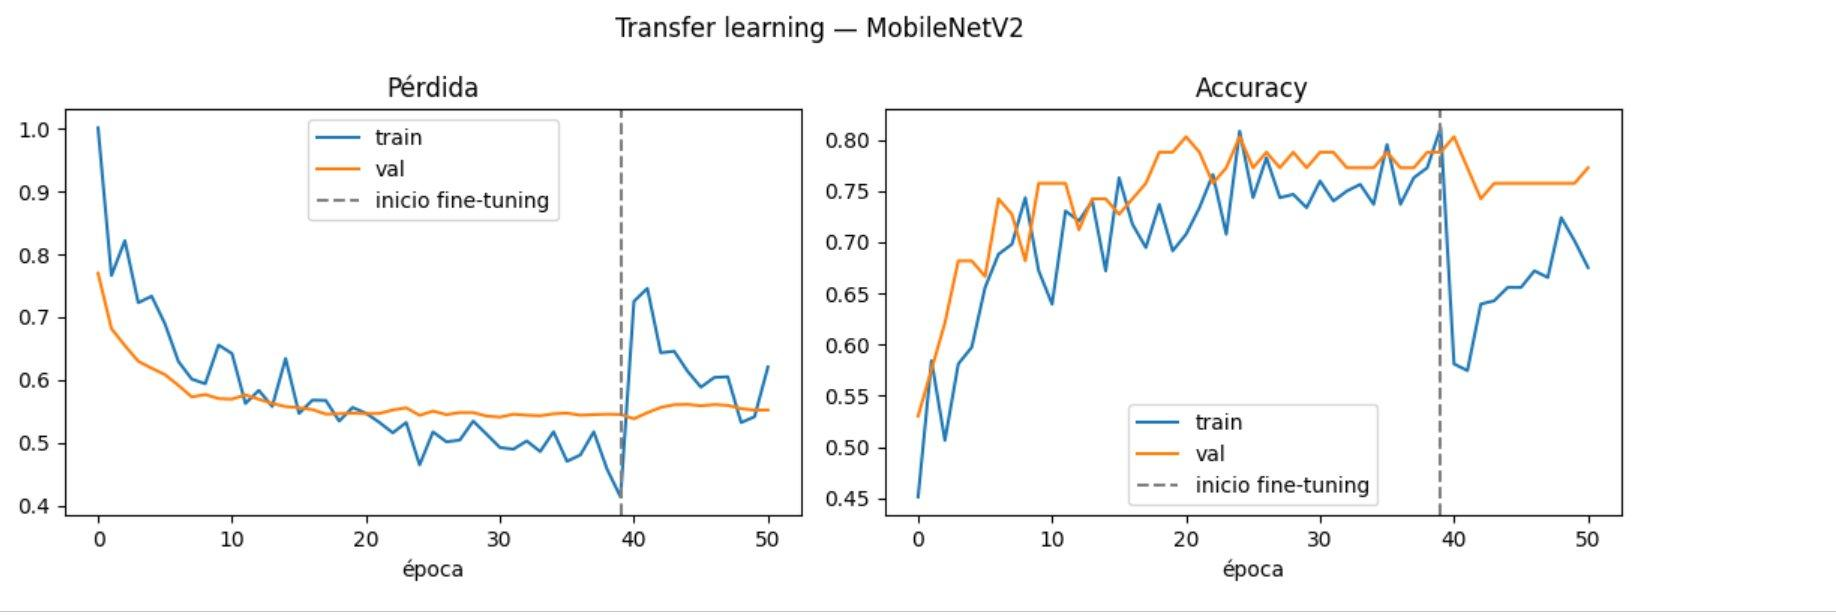 Transfer learning — MobileNetV2
Pérdida
1.0
0.9
0.8
0.7
0.6
0.5
0.4
train
val
inicio fine-tuning
0 10 20 30 40 50
época
Accuracy
0.80
0.75
0.70
0.65
0.60
0.55
0.50
0.45
train
val
inicio fine-tuning
0 10 20 30 40 50
época